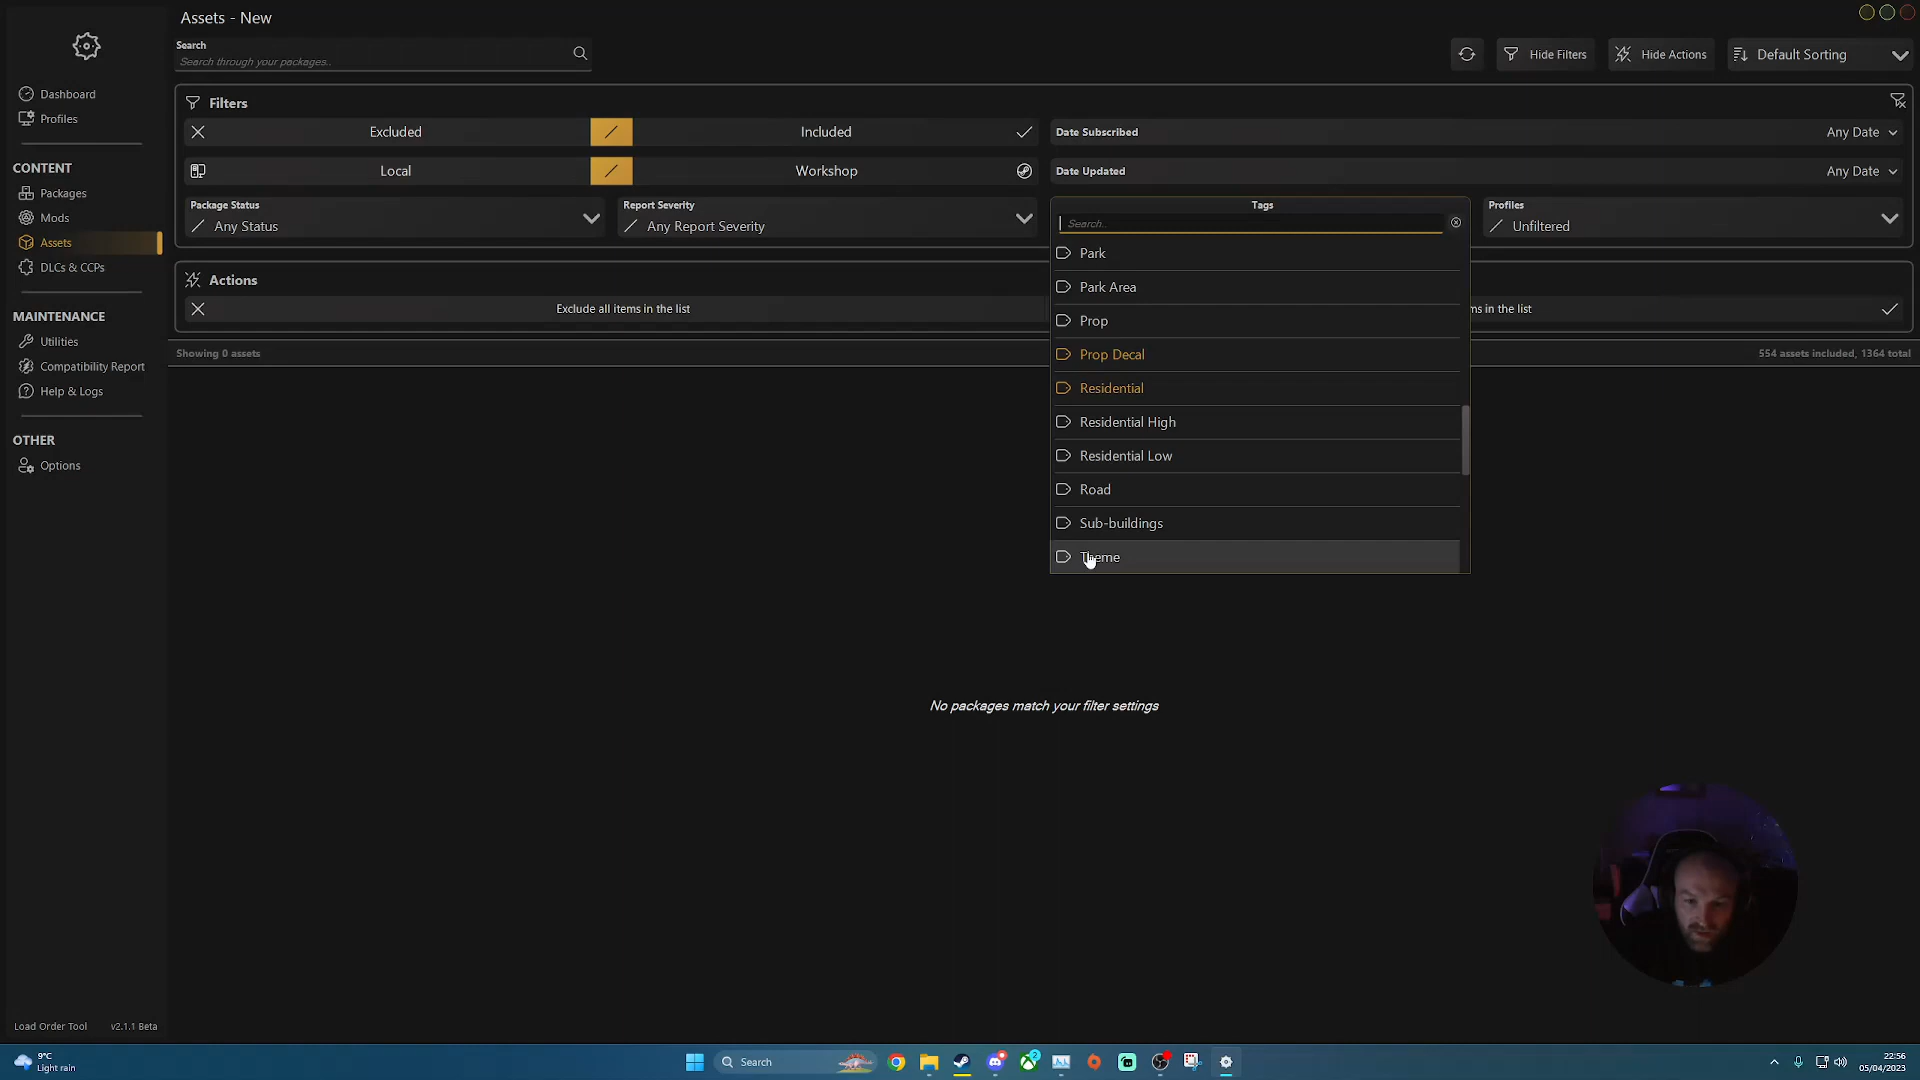 Assets - New
Search
Search through your packages..
Hide Filters
Hide Actions
Default Sorting
Dashboard
Profiles
CONTENT
Packages
Mods
Assets
DLCs & CCPs
MAINTENANCE
Utilities
Compatibility Report
Help & Logs
OTHER
Options
Filters
Excluded
Included
Date Subscribed
Any Date
Local
Workshop
Date Updated
Any Date
Package Status
Any Status
Report Severity
Any Report Severity
Tags
Search..
Profiles
Unfiltered
Park
Park Area
Prop
Prop Decal
Residential
Residential High
Residential Low
Road
Sub-buildings
Theme
Actions
Exclude all items in the list
ms in the list
Showing 0 assets
554 assets included, 1364 total
No packages match your filter settings
Load Order Tool
v2.1.1 Beta
9°C
Light rain
Search
2
22:56
05/04/2023